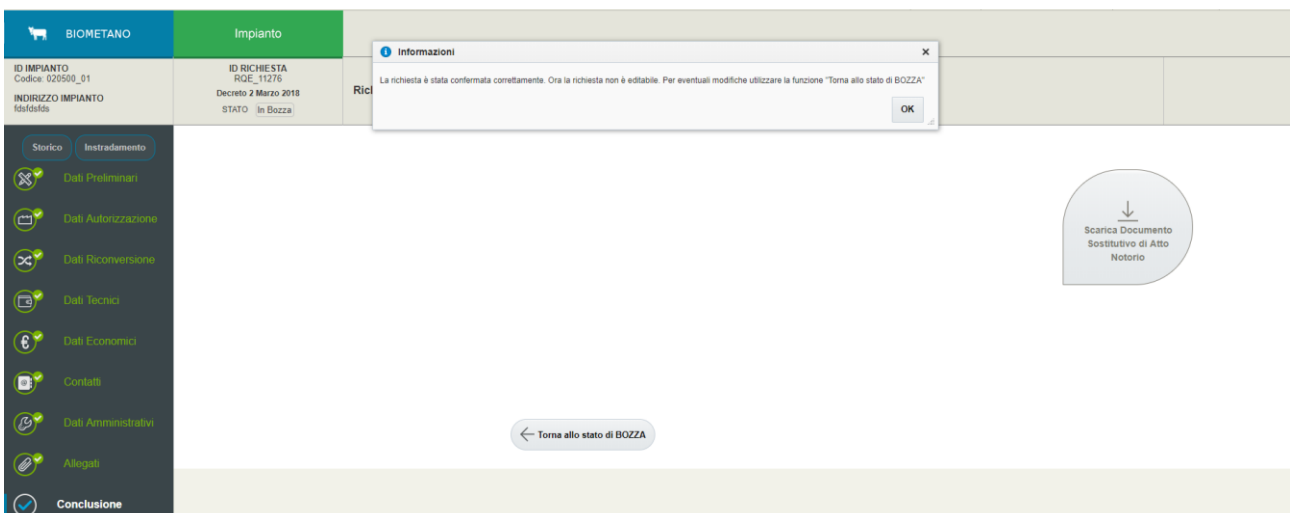 BIOMETANO
Impianto
Informazioni
ID IMPIANTO
Codice: 020500_01
INDIRIZZO IMPIANTO
fdsfdsfds
ID RICHIESTA
RQE_11276
Decreto 2 Marzo 2018
STATO In Bozza
La richiesta è stata confermata correttamente. Ora la richiesta non è editabile. Per eventuali modifiche utilizzare la funzione "Torna allo stato di BOZZA"
OK
Storico Instradamento
Dati Preliminari
Dati Autorizzazione
Dati Riconversione
Dati Tecnici
Dati Economici
Contatti
Dati Amministrativi
Allegati
Conclusione
Scarica Documento
Sostitutivo di Atto
Notorio
Torna allo stato di BOZZA